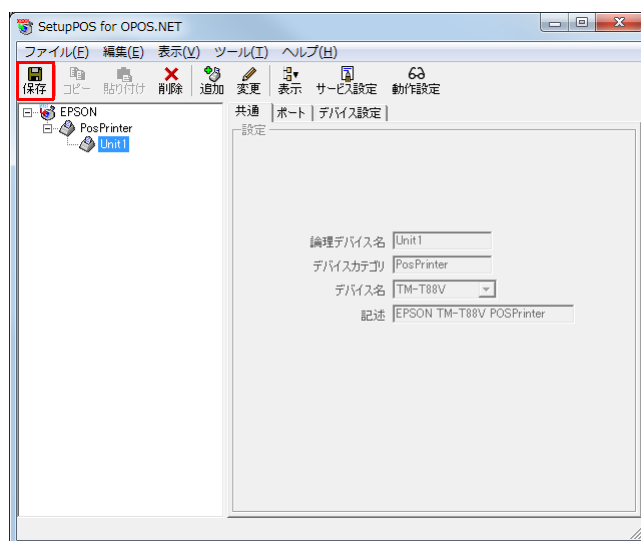 SetupPOS for OPOS.NET
ファイル(F) 編集(E) 表示(V) ツール(T) ヘルプ(H)
保存 コピー 貼り付け 削除 追加 変更 表示 サービス設定 動作設定
EPSON
PosPrinter
Unit1
共通 ポート デバイス設定
設定
論理デバイス名 Unit1
デバイスカテゴリ PosPrinter
デバイス名 TM-T88V
記述 EPSON TM-T88V POSPrinter